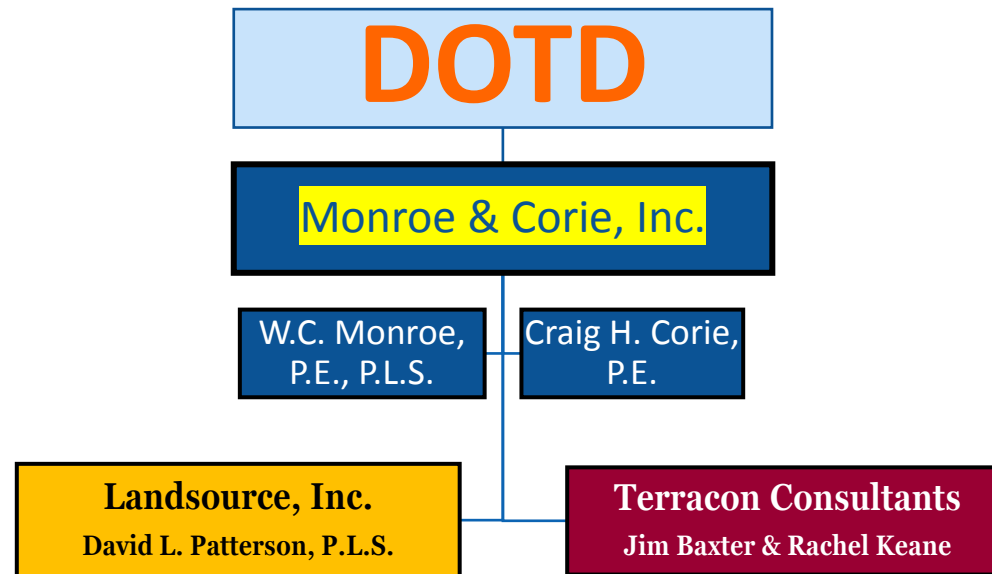 DOTD
Monroe & Corie, Inc.
W.C. Monroe,
P.E., P.L.S.
Craig H. Corie,
P.E.
Landsource, Inc.
David L. Patterson, P.L.S.
Terracon Consultants
Jim Baxter & Rachel Keane